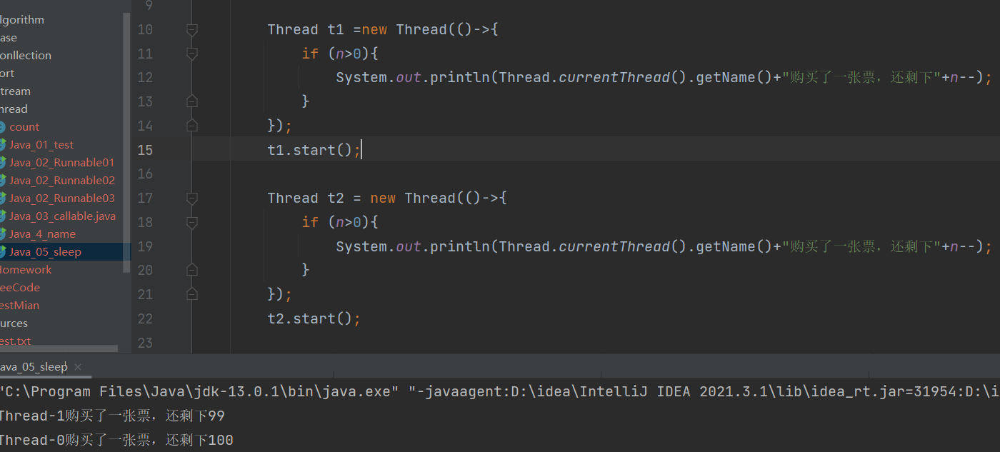 lgorithm
ase
onllection
ort
tream
hread
count
Java_01_test
Java_02_Runnable01
Java_02_Runnable02
Java_02_Runnable03
Java_03_callable.java
Java_4_name
Java_05_sleep
Homework
eeCode
estMian
urces
est.txt
9
10 Thread t1 =new Thread(()->{
11 if (n>0){
12 System.out.println(Thread.currentThread().getName()+"购买了一张票，还剩下"+n--);
13 }
14 });
15 t1.start();
16
17 Thread t2 = new Thread(()->{
18 if (n>0){
19 System.out.println(Thread.currentThread().getName()+"购买了一张票，还剩下"+n--);
20 }
21 });
22 t2.start();
23
ava_05_sleep
"C:\Program Files\Java\jdk-13.0.1\bin\java.exe" "-javaagent:D:\idea\IntelliJ IDEA 2021.3.1\lib\idea_rt.jar=31954:D:\i
Thread-1购买了一张票，还剩下99
Thread-0购买了一张票，还剩下100